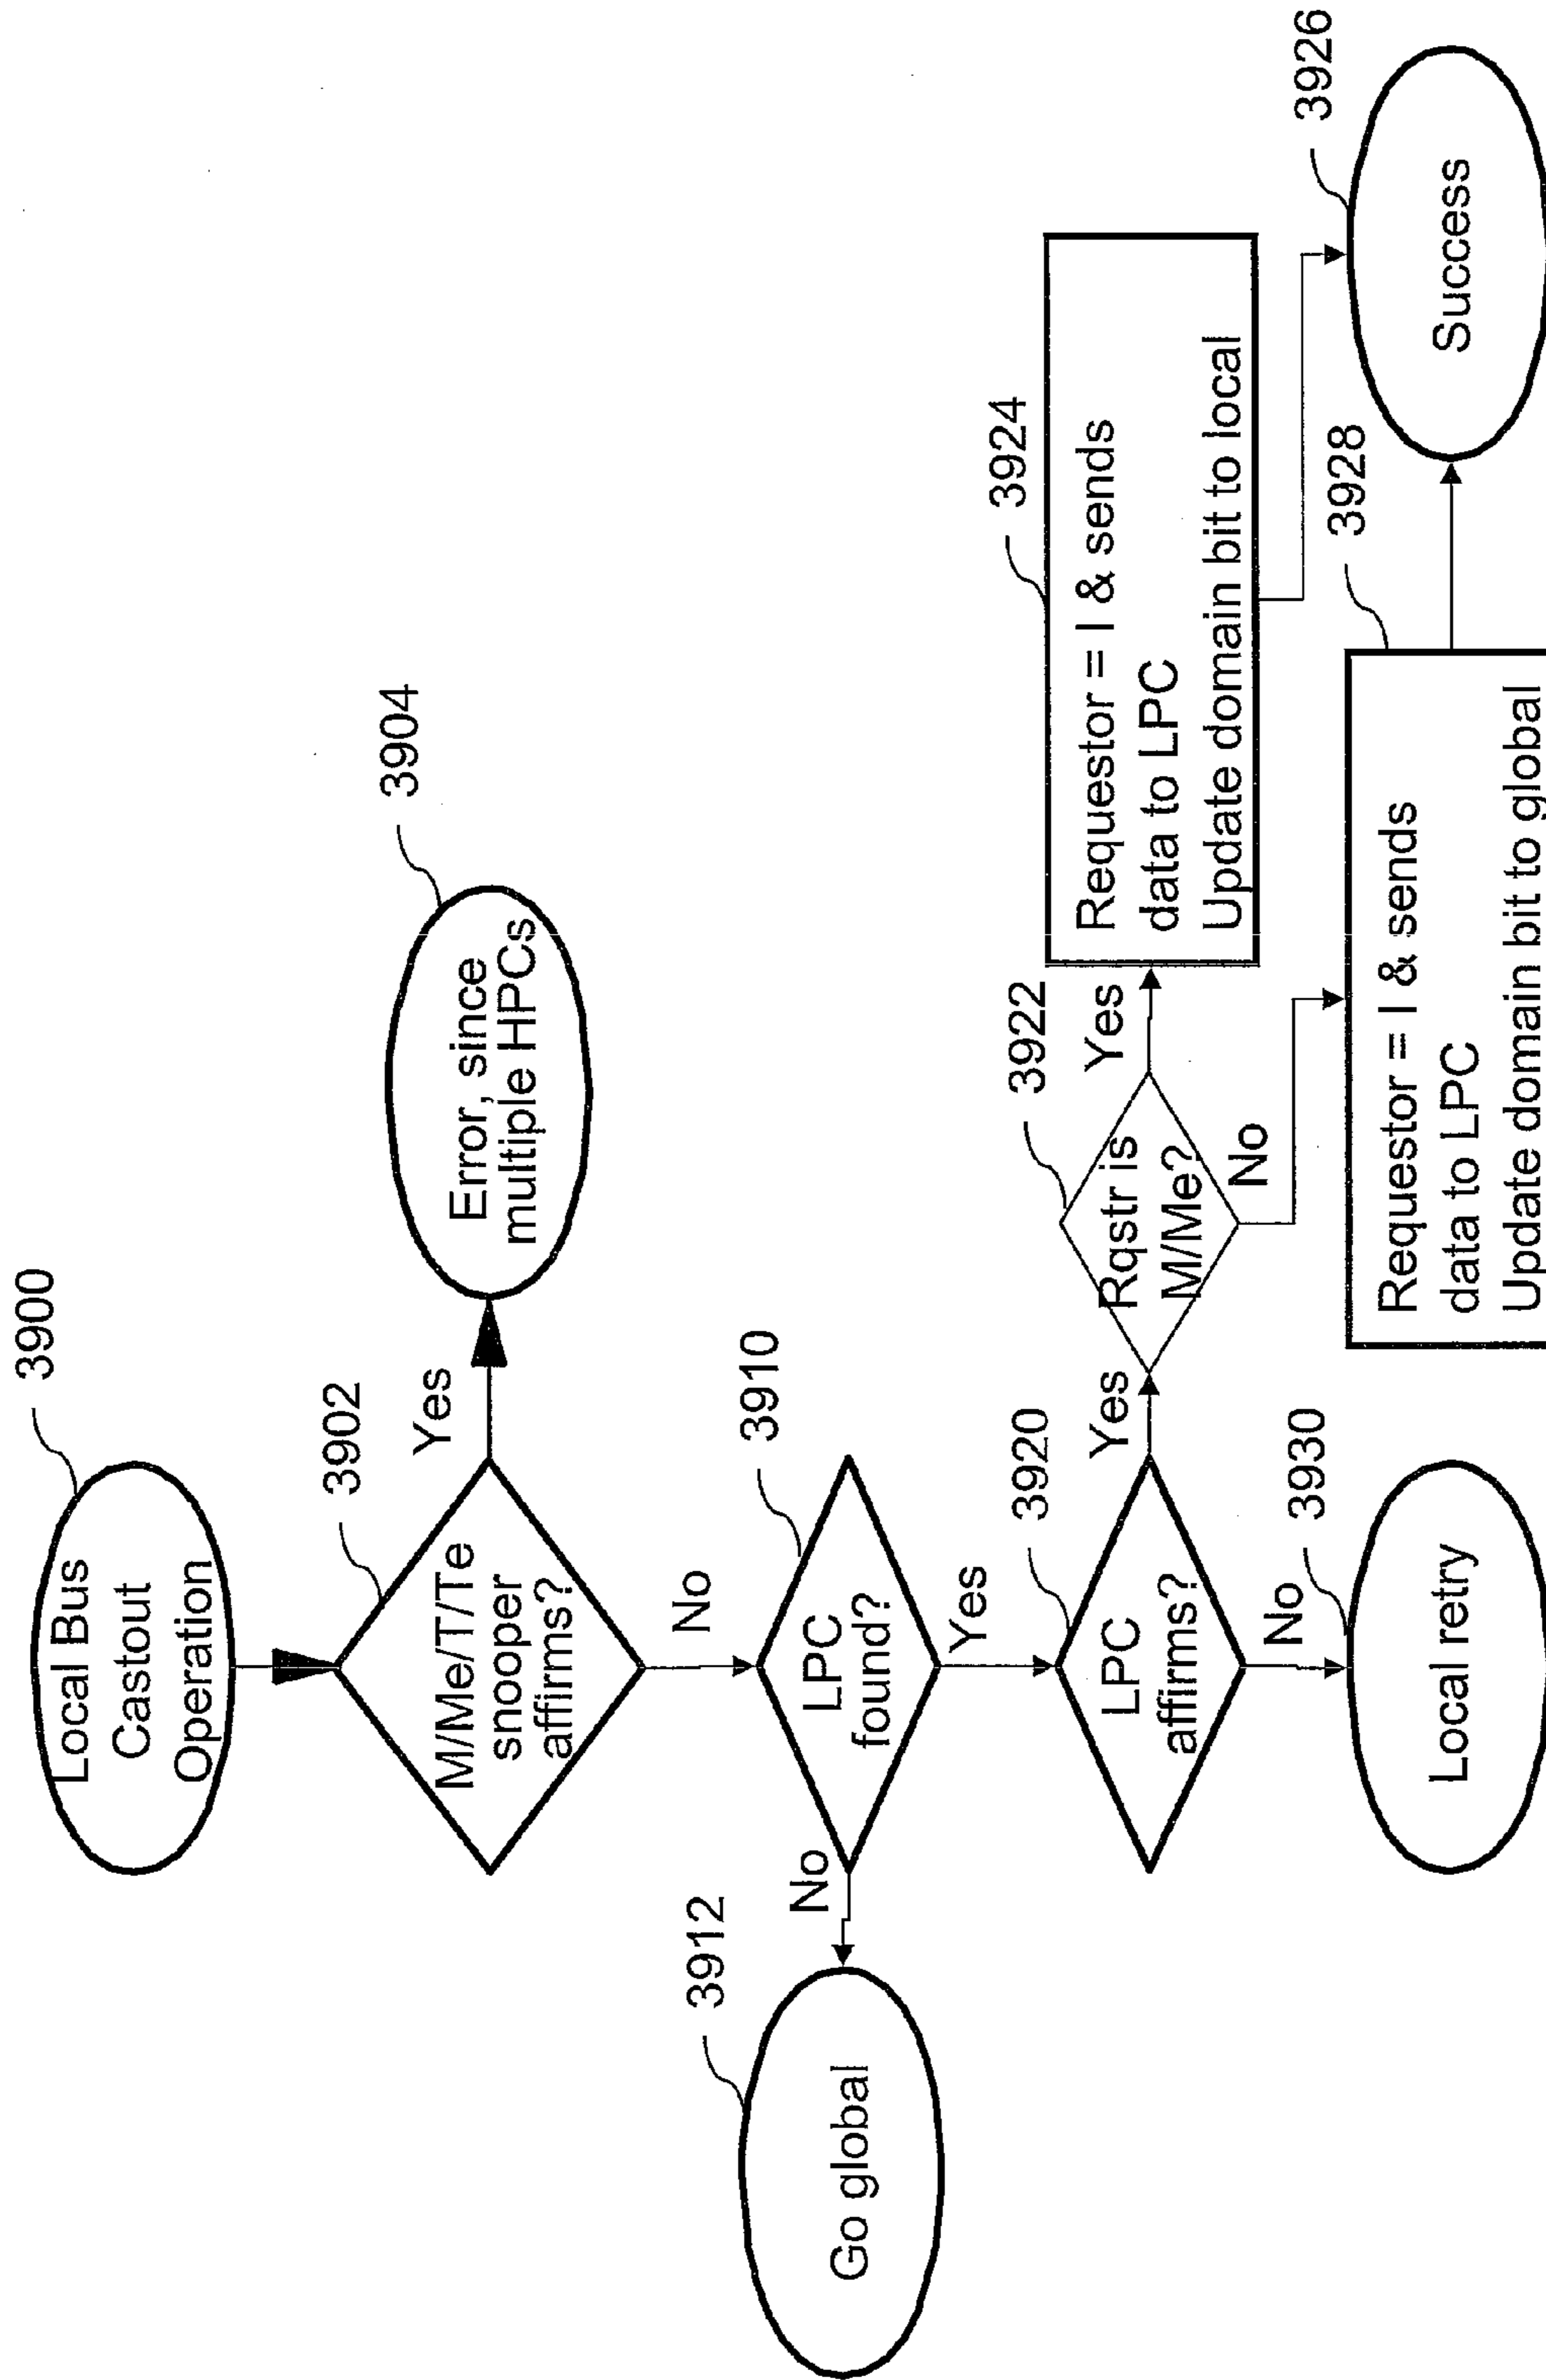 3900
Local Bus
Castout
Operation
3902
M/Me/T/Te
snooper
affirms?
Yes
3904
Error, since
multiple HPCs
No
3910
LPC
found?
No
3912
Go global
Yes
3920
LPC
affirms?
Yes
3922
Rqstr is
M/Me?
Yes
3924
Requestor = I & sends
data to LPC
Update domain bit to local
No
3928
Requestor = I & sends
data to LPC
Update domain bit to global
3926
Success
No
3930
Local retry